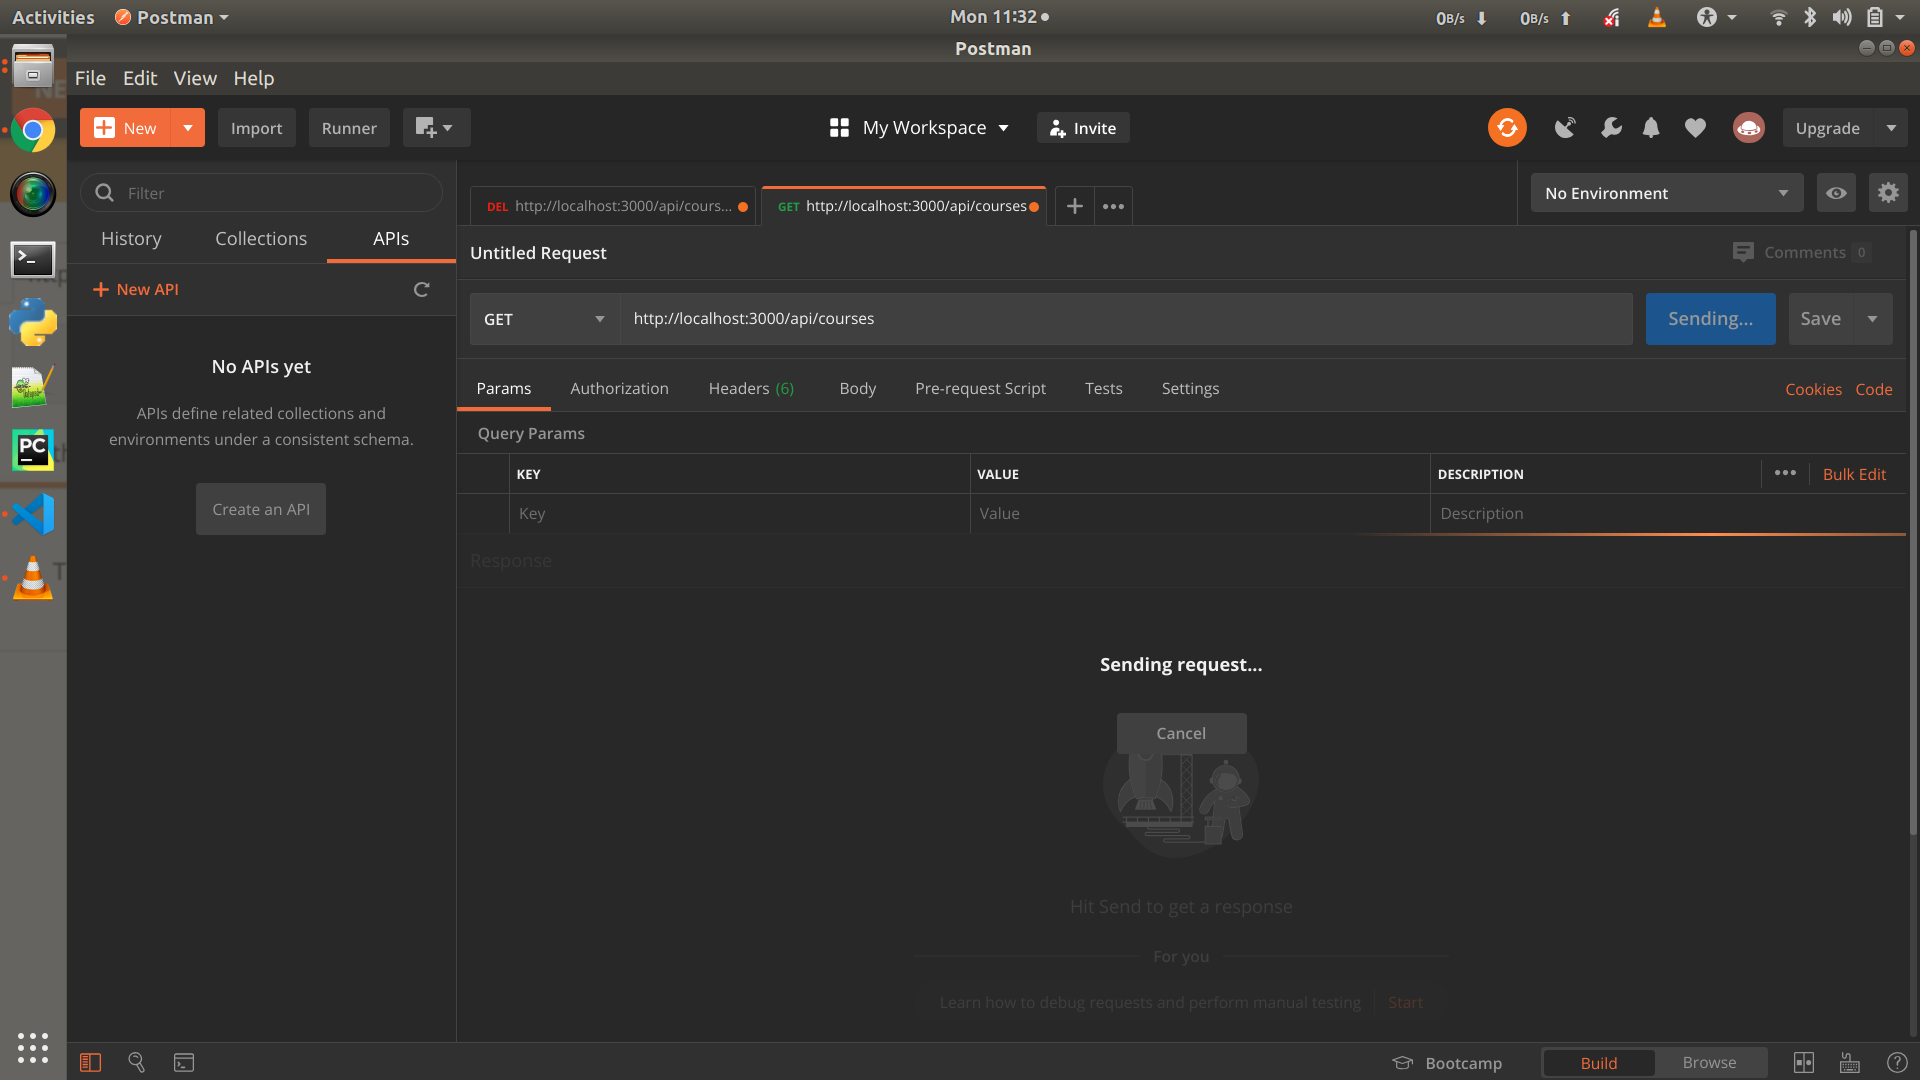 Activities Postman Mon 11:32 0B/s 0B/s
Postman
File Edit View Help
New Import Runner My Workspace Invite Upgrade
Filter
DEL http://localhost:3000/api/cours... GET http://localhost:3000/api/courses No Environment
History Collections APIs
Untitled Request Comments 0
New API
GET http://localhost:3000/api/courses Sending... Save
No APIs yet
APIs define related collections and
environments under a consistent schema.
Create an API
Params Authorization Headers (6) Body Pre-request Script Tests Settings Cookies Code
Query Params
KEY VALUE DESCRIPTION Bulk Edit
Key Value Description
Response
Sending request...
Cancel
Hit Send to get a response
For you
Learn how to debug requests and perform manual testing Start
Bootcamp Build Browse
PC